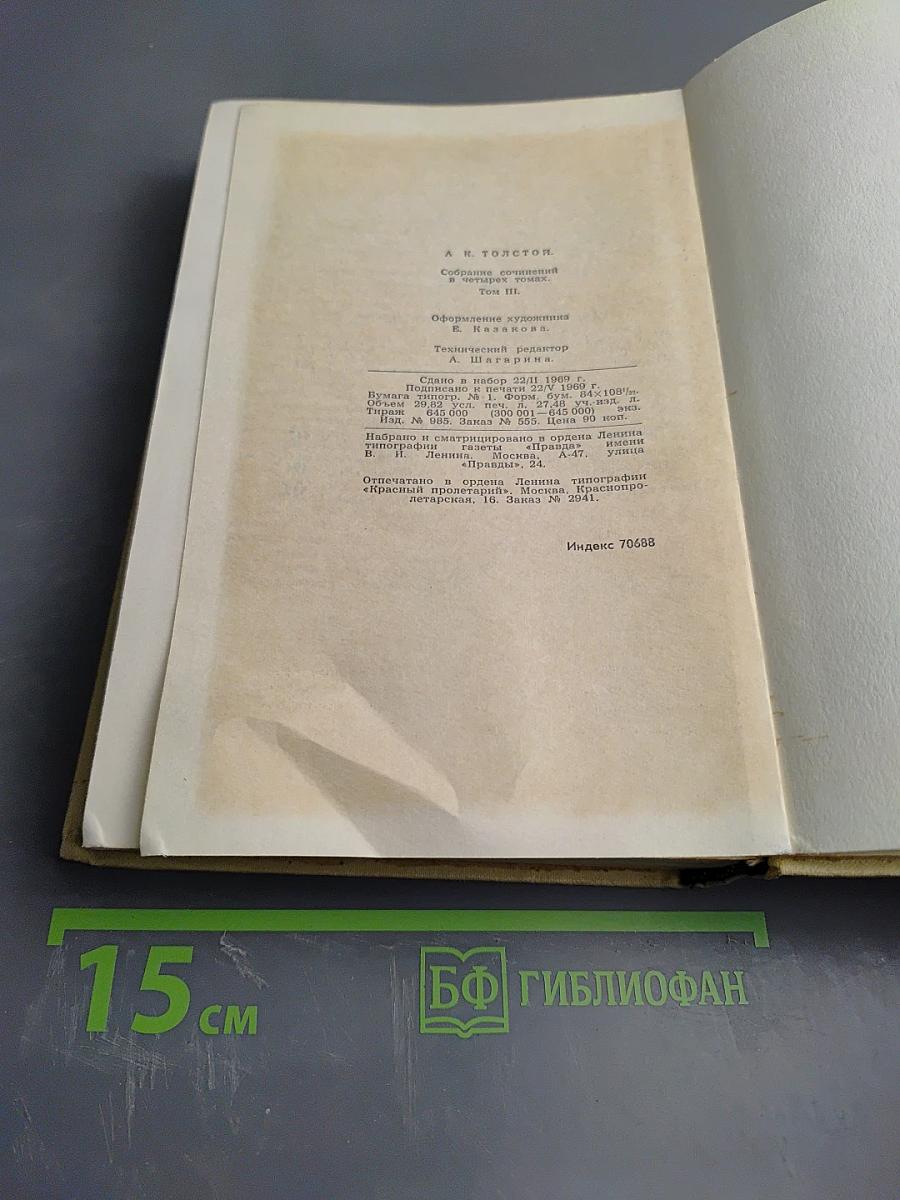 А. К. ТОЛСТОЙ.
Собрание сочинений
в четырех томах.
Том III.
Оформление художника
Е. Казакова.
Технический редактор
А. Шагарина.
Сдано в набор 22/II 1969 г.
Подписано к печати 22/V 1969 г.
Бумага типогр. № 1. Форм. бум. 84×108¹/₃₂.
Объем 29,82 усл. печ. л. 27,48 уч.-изд. л.
Тираж 645 000 (300 001—645 000) экз.
Изд. № 985. Заказ № 555. Цена 90 коп.
Набрано и сматрицировано в ордена Ленина
типографии газеты «Правда» имени
В. И. Ленина. Москва, А-47, улица
«Правды», 24.
Отпечатано в ордена Ленина типографии
«Красный пролетарий». Москва, Краснопро-
летарская, 16. Заказ № 2941.
Индекс 70688
15 см
БФ ГИБЛИОФАН